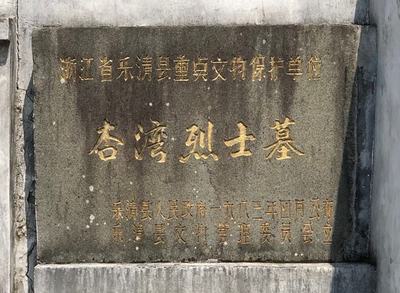 浙江省乐清县重点文物保护单位
杏湾烈士墓
乐清县人民政府一九八三年四月公布
乐清县文物管理委员会立